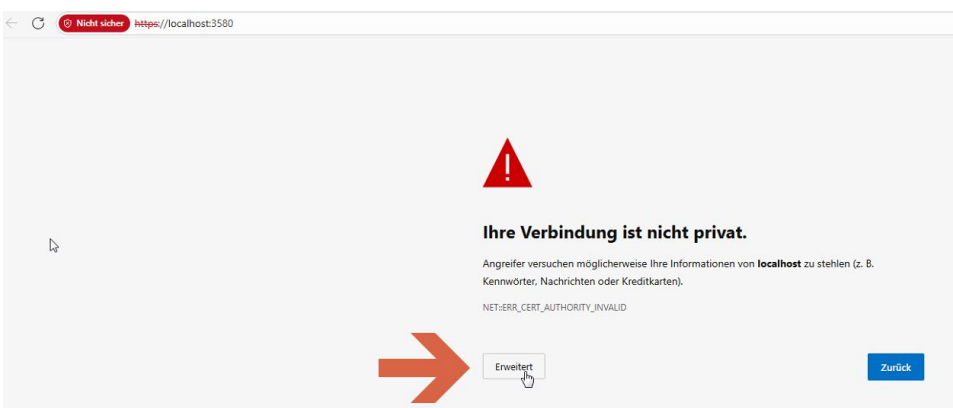 Nicht sicher https://localhost:3580
Ihre Verbindung ist nicht privat.
Angreifer versuchen möglicherweise Ihre Informationen von localhost zu stehlen (z. B.
Kennwörter, Nachrichten oder Kreditkarten).
NET::ERR_CERT_AUTHORITY_INVALID
Erweitert
Zurück